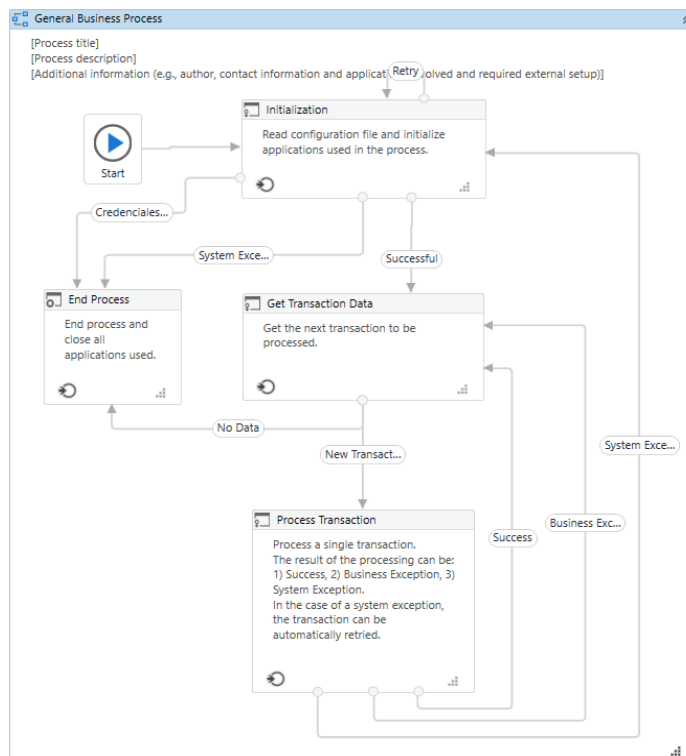 General Business Process
[Process title]
[Process description]
[Additional information (e.g., author, contact information and applicat olved and required external setup)]
Retry
Initialization
Read configuration file and initialize
applications used in the process.
Start
Credenciales...
System Exce...
Successful
End Process
End process and
close all
applications used.
Get Transaction Data
Get the next transaction to be
processed.
No Data
New Transact...
System Exce...
Business Exc...
Success
Process Transaction
Process a single transaction.
The result of the processing can be:
1) Success, 2) Business Exception, 3)
System Exception.
In the case of a system exception,
the transaction can be
automatically retried.